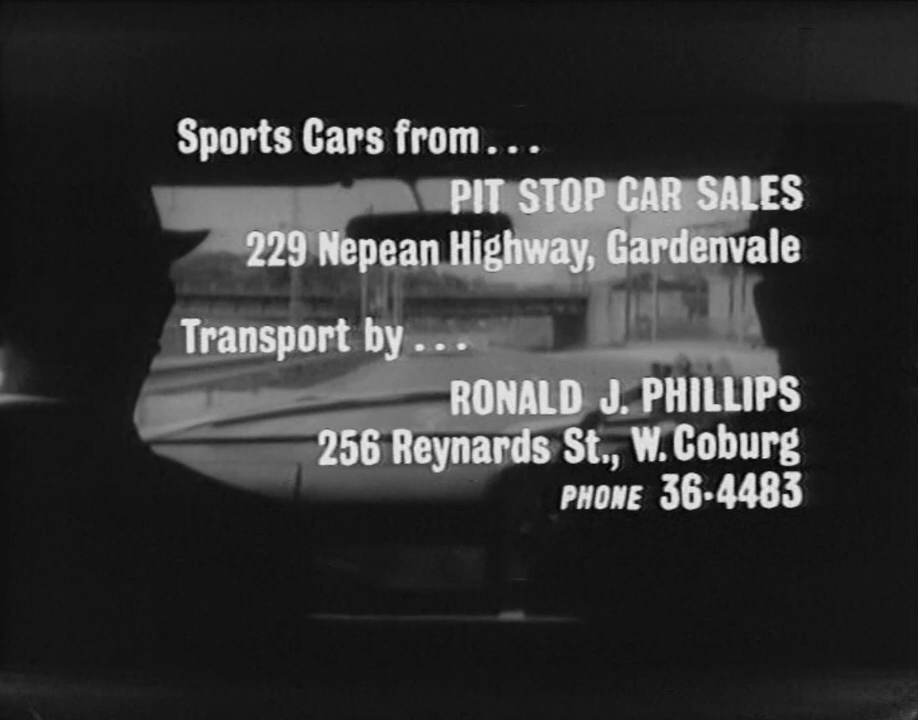 Sports Cars from...
PIT STOP CAR SALES
229 Nepean Highway, Gardenvale
Transport by...
RONALD J. PHILLIPS
256 Reynards St., W. Coburg
PHONE 36·4483